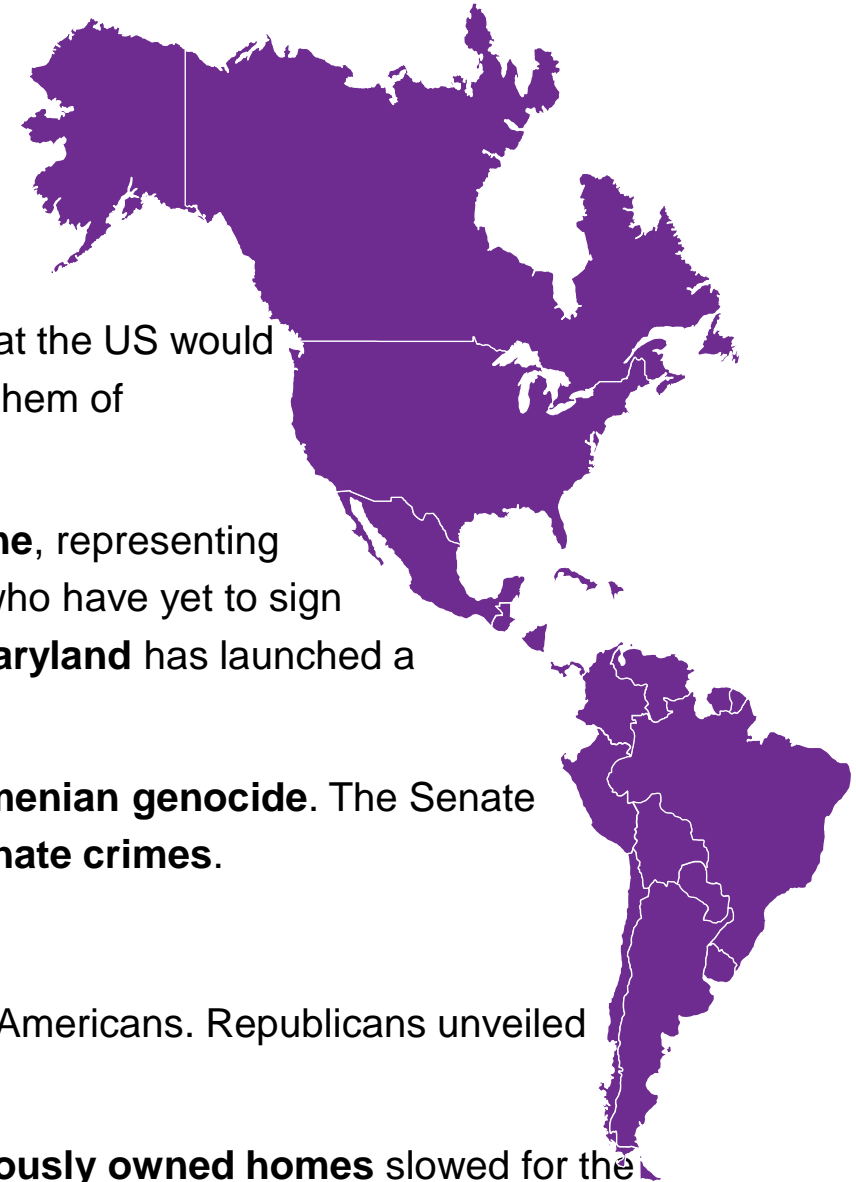 at the US would
hem of
ne, representing
who have yet to sign
aryland has launched a
menian genocide. The Senate
hate crimes.
Americans. Republicans unveiled
ously owned homes slowed for the